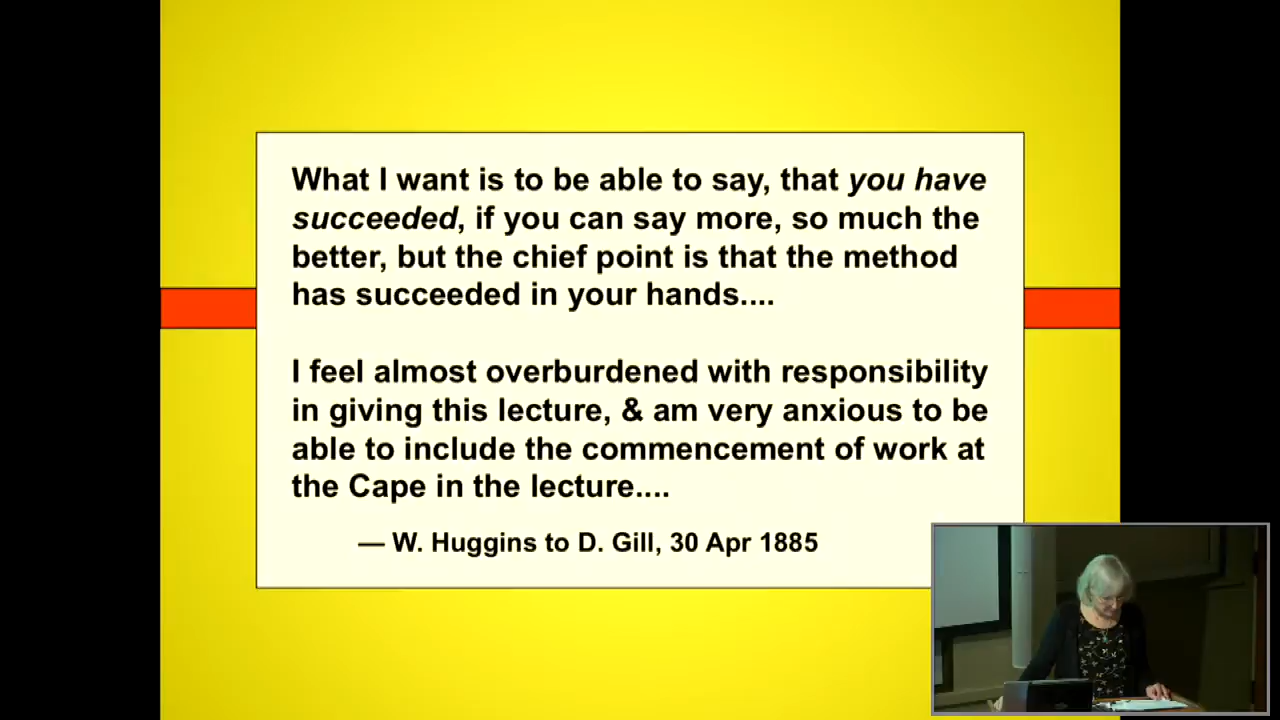 What I want is to be able to say, that you have
succeeded, if you can say more, so much the
better, but the chief point is that the method
has succeeded in your hands....
I feel almost overburdened with responsibility
in giving this lecture, & am very anxious to be
able to include the commencement of work at
the Cape in the lecture....
— W. Huggins to D. Gill, 30 Apr 1885